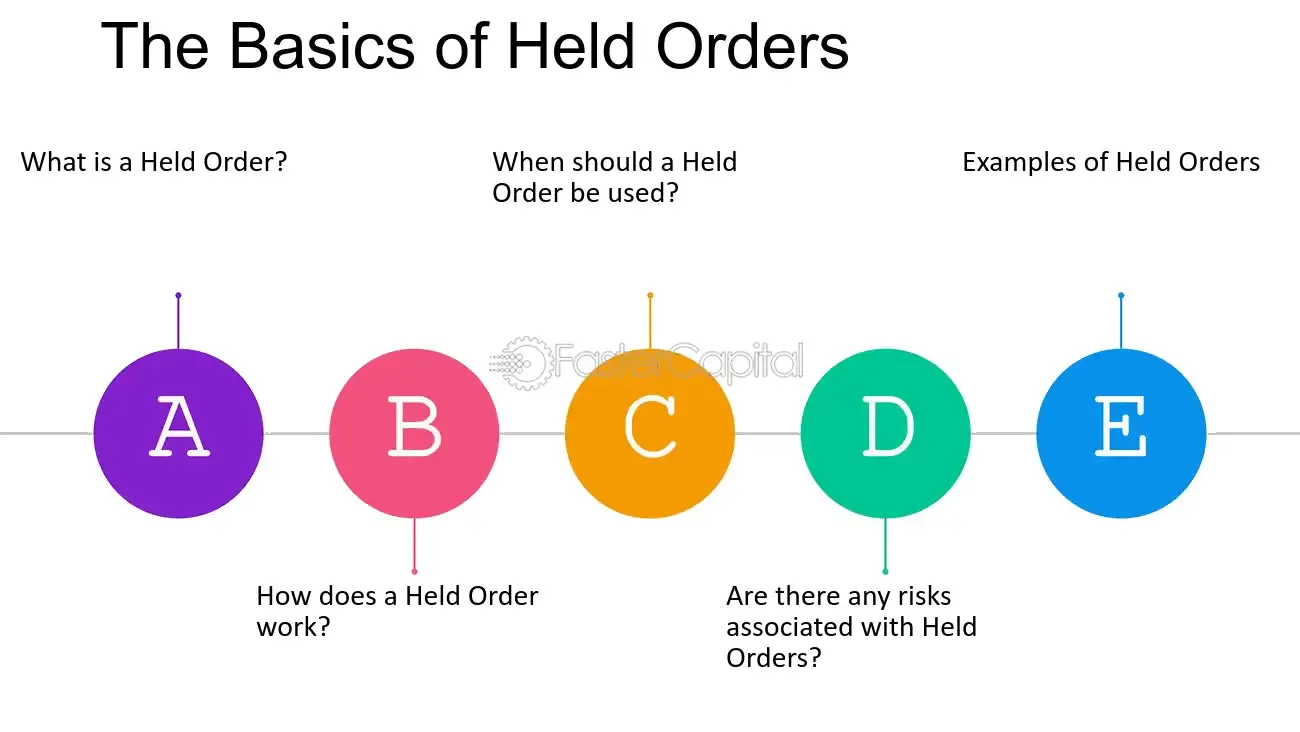 The Basics of Held Orders
What is a Held Order?
When should a Held
Order be used?
Examples of Held Orders
FasterCapital
A
B
C
D
E
How does a Held Order
work?
Are there any risks
associated with Held
Orders?